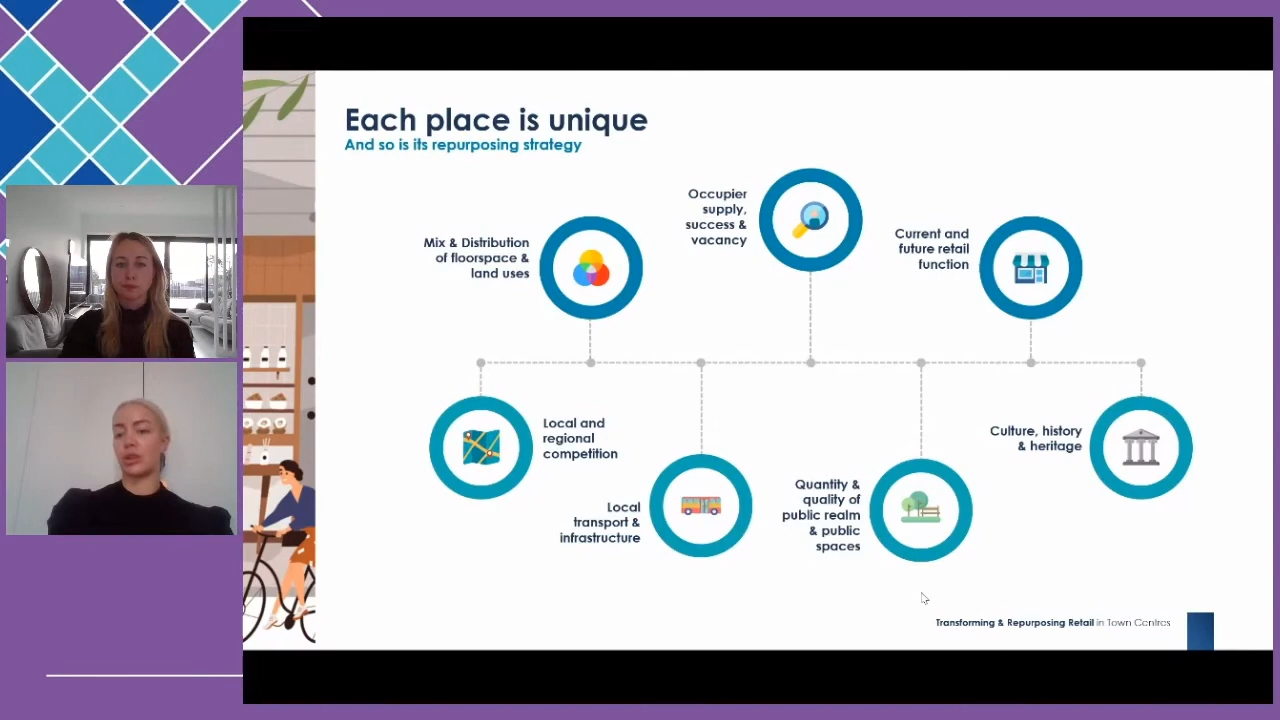 Each place is unique
And so is its repurposing strategy
Mix & Distribution
of floorspace &
land uses
Occupier
supply,
success &
vacancy
Current and
future retail
function
Local and
regional
competition
Local
transport &
infrastructure
Quantity &
quality of
public realm
& public
spaces
Culture, history
& heritage
Transforming & Repurposing Retail in Town Centres